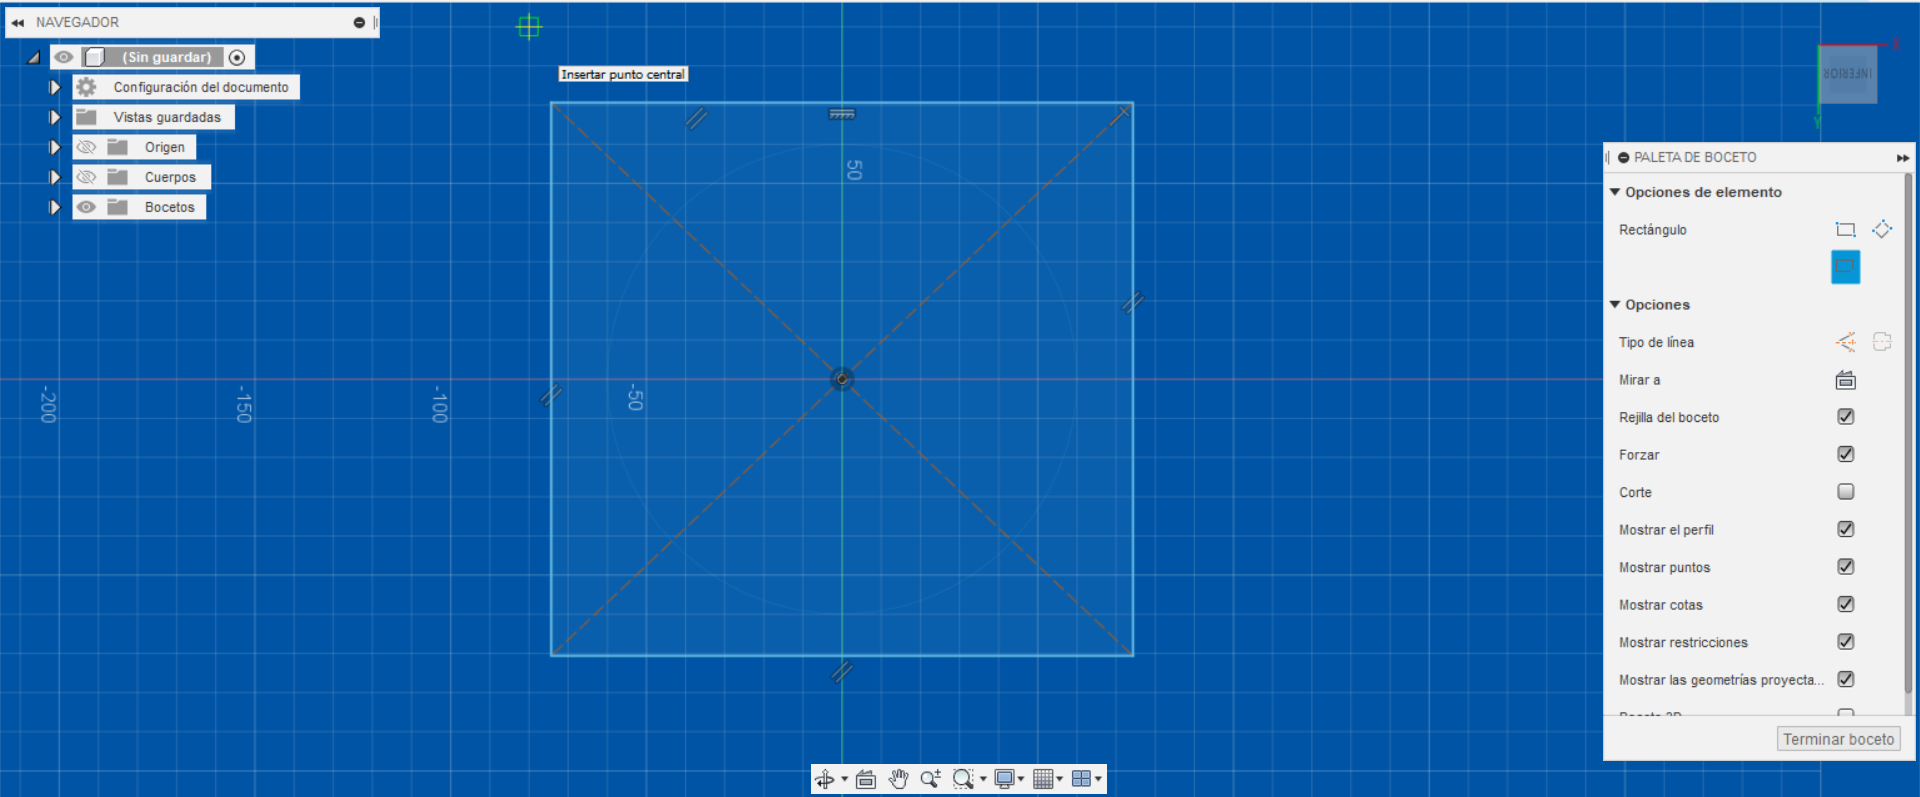 NAVEGADOR
(Sin guardar)
Configuración del documento
Vistas guardadas
Origen
Cuerpos
Bocetos
Insertar punto central
50
-200
-150
-100
-50
X
INFERIOR
Y
PALETA DE BOCETO
Opciones de elemento
Rectángulo
Opciones
Tipo de línea
Mirar a
Rejilla del boceto
Forzar
Corte
Mostrar el perfil
Mostrar puntos
Mostrar cotas
Mostrar restricciones
Mostrar las geometrías proyecta...
Terminar boceto